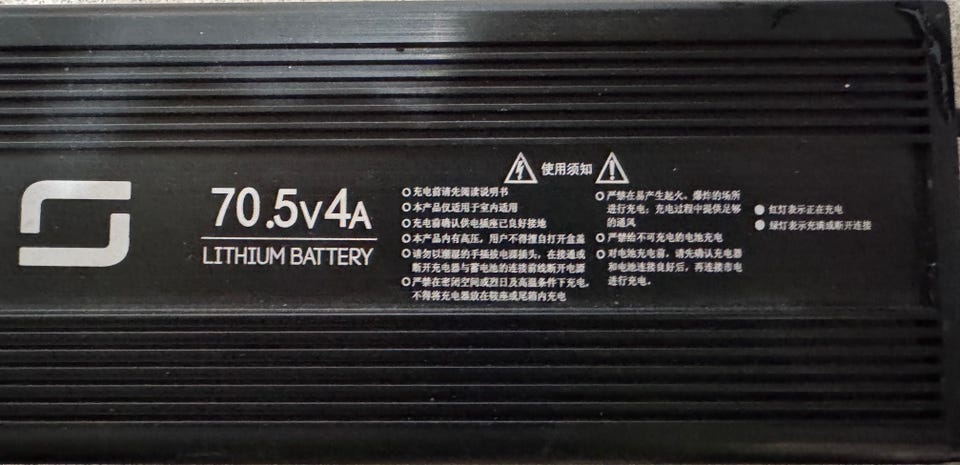 70.5V4A
LITHIUM BATTERY
使用须知
充电前请先阅读说明书
本产品仅适用于室内适用
充电前确认供电插座已良好接地
本产品内有高压，用户不得擅自打开盒盖
请勿以潮湿的手插拔电源插头，在接通或
断开充电器与蓄电池的连接前线断开电源
严禁在密闭空间或烈日及高温条件下充电，
不得将充电器放在鞍座或尾箱内充电
严禁在易产生起火、爆炸的场所
进行充电；充电过程中提供足够
的通风
严禁给不可充电的电池充电
对电池充电前，请先确认充电器
和电池连接良好后，再连接市电
进行充电。
红灯表示正在充电
绿灯表示充满或断开连接